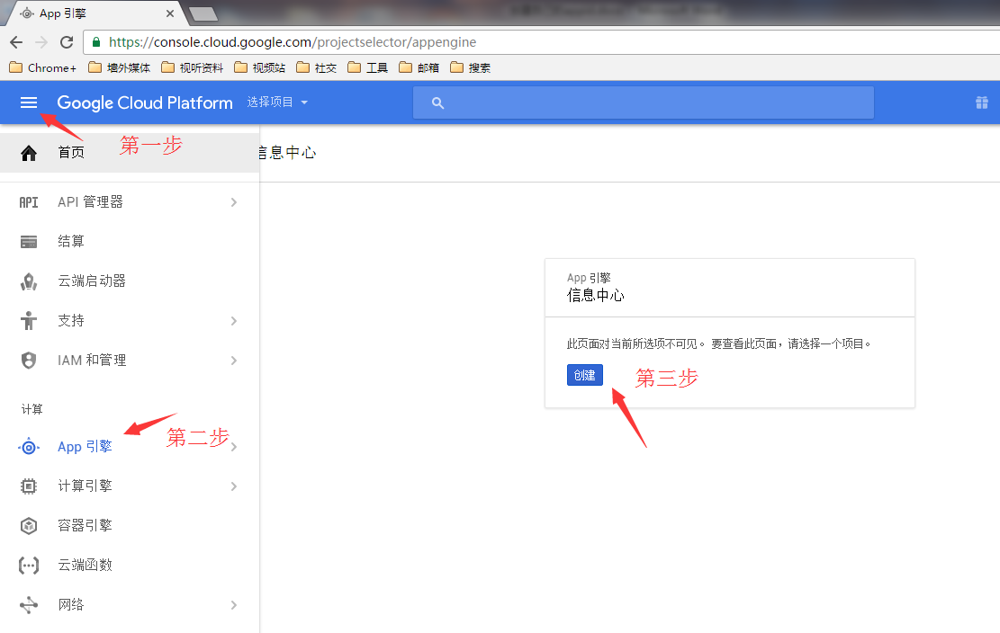 App 引擎
https://console.cloud.google.com/projectselector/appengine
Chrome+ 墙外媒体 视听资料 视频站 社交 工具 邮箱 搜索
Google Cloud Platform 选择项目
首页 第一步 信息中心
API API 管理器
结算
云端启动器
支持
IAM 和管理
计算
App 引擎 第二步
计算引擎
容器引擎
云端函数
网络
App 引擎
信息中心
此页面对当前所选项不可见。 要查看此页面，请选择一个项目。
创建 第三步